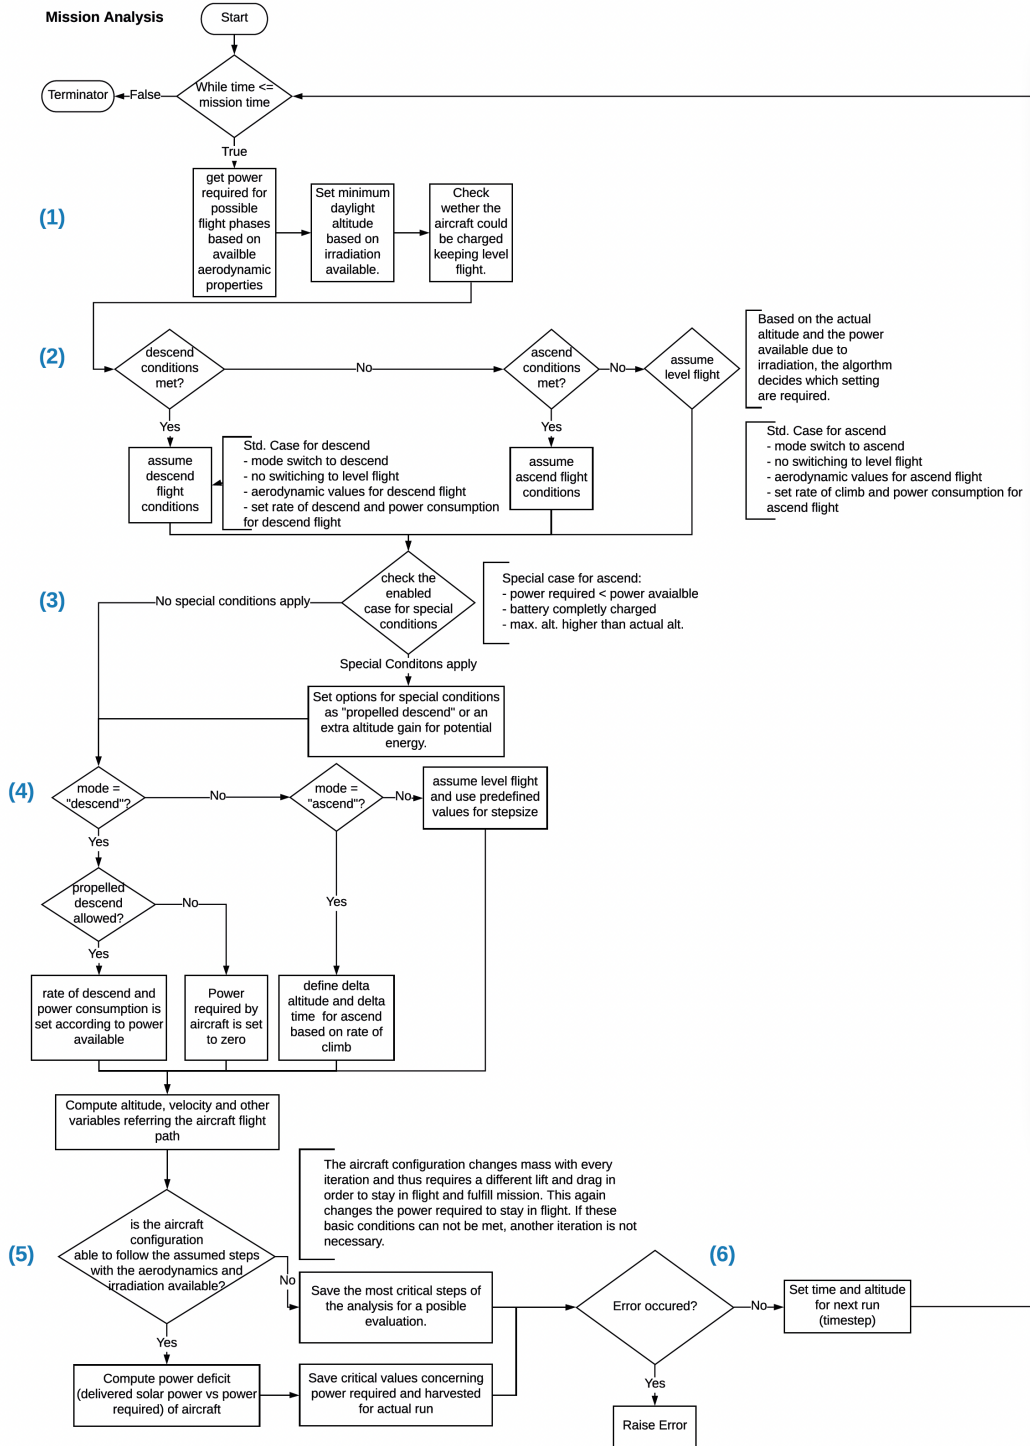 Mission Analysis
Start
While time <=
mission time
False
Terminator
True
(1)
get power
required for
possible
flight phases
based on
availble
aerodynamic
properties
Set minimum
daylight
altitude
based on
irradiation
available.
Check
wether the
aircraft could
be charged
keeping level
flight.
(2)
descend
conditions
met?
No
ascend
conditions
met?
No
assume
level flight
Based on the actual
altitude and the power
available due to
irradiation, the algorthm
decides which setting
are required.
Yes
Yes
assume
descend
flight
conditions
Std. Case for descend
- mode switch to descend
- no switiching to level flight
- aerodynamic values for descend flight
- set rate of descend and power consumption
for descend flight
assume
ascend flight
conditions
Std. Case for ascend
- mode switch to ascend
- no switiching to level flight
- aerodynamic values for ascend flight
- set rate of climb and power consumption for
ascend flight
(3)
No special conditions apply
check the
enabled
case for special
conditions
Special case for ascend:
- power required < power avaialble
- battery completly charged
- max. alt. higher than actual alt.
Special Conditons apply
Set options for special conditions
as "propelled descend" or an
extra altitude gain for potential
energy.
(4)
mode =
"descend"?
No
mode =
"ascend"?
No
assume level flight
and use predefined
values for stepsize
Yes
propelled
descend
allowed?
No
Yes
Yes
rate of descend and
power consumption is
set according to power
available
Power
required by
aircraft is set
to zero
define delta
altitude and delta
time for ascend
based on rate of
climb
Compute altitude, velocity and other
variables referring the aircraft flight
path
The aircraft configuration changes mass with every
iteration and thus requires a different lift and drag in
order to stay in flight and fulfill mission. This again
changes the power required to stay in flight. If these
basic conditions can not be met, another iteration is not
necessary.
(5)
is the aircraft
configuration
able to follow the assumed steps
with the aerodynamics and
irradiation available?
No
Save the most critical steps of
the analysis for a posible
evaluation.
(6)
Error occured?
No
Set time and altitude
for next run
(timestep)
Yes
Compute power deficit
(delivered solar power vs power
required) of aircraft
Save critical values concerning
power required and harvested
for actual run
Yes
Raise Error